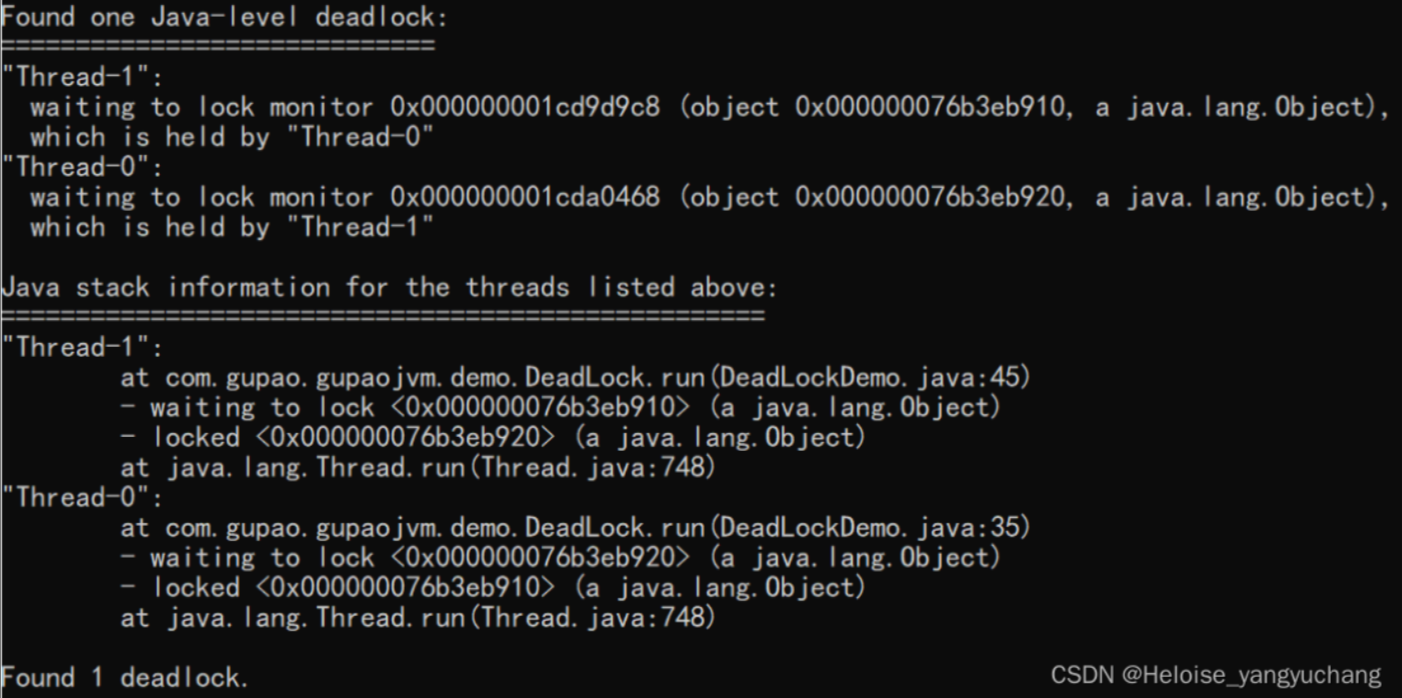 Found one Java-level deadlock:
=============================
"Thread-1":
  waiting to lock monitor 0x000000001cd9d9c8 (object 0x000000076b3eb910, a java.lang.Object),
  which is held by "Thread-0"
"Thread-0":
  waiting to lock monitor 0x000000001cda0468 (object 0x000000076b3eb920, a java.lang.Object),
  which is held by "Thread-1"

Java stack information for the threads listed above:
===================================================
"Thread-1":
        at com.gupao.gupaojvm.demo.DeadLock.run(DeadLockDemo.java:45)
        - waiting to lock <0x000000076b3eb910> (a java.lang.Object)
        - locked <0x000000076b3eb920> (a java.lang.Object)
        at java.lang.Thread.run(Thread.java:748)
"Thread-0":
        at com.gupao.gupaojvm.demo.DeadLock.run(DeadLockDemo.java:35)
        - waiting to lock <0x000000076b3eb920> (a java.lang.Object)
        - locked <0x000000076b3eb910> (a java.lang.Object)
        at java.lang.Thread.run(Thread.java:748)

Found 1 deadlock.
CSDN @Heloise_yangyuchang